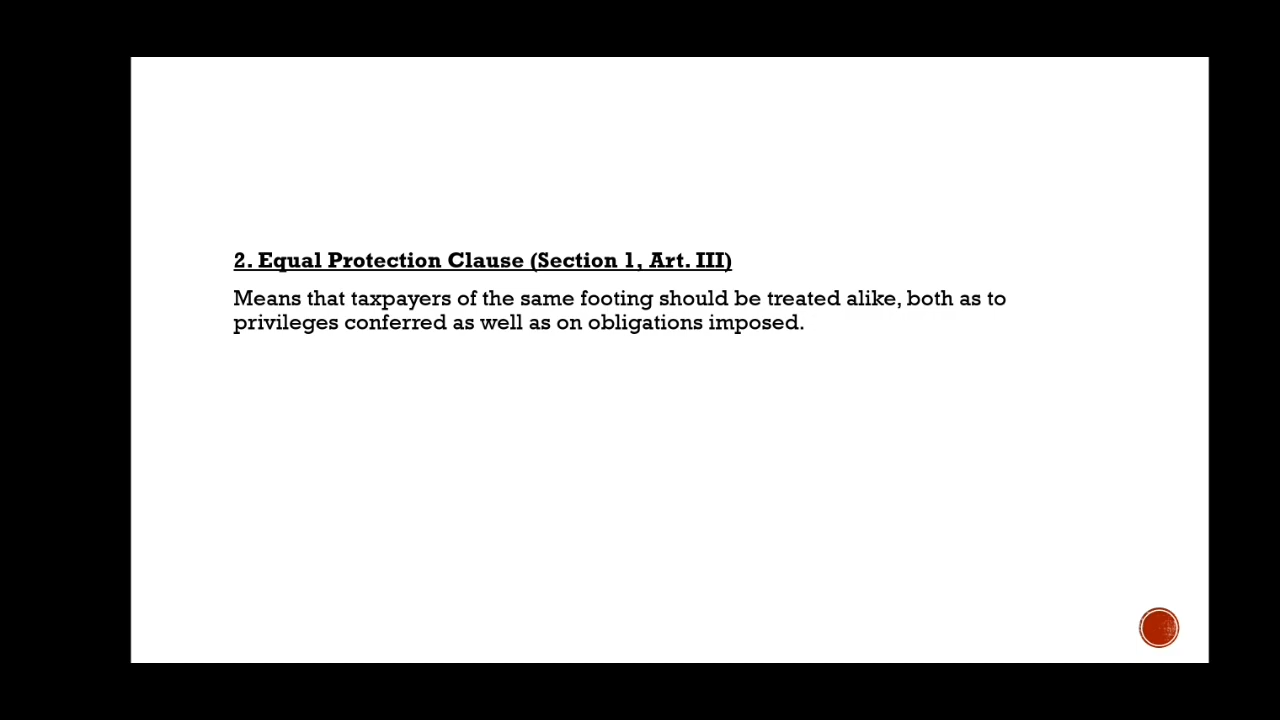 2. Equal Protection Clause (Section 1, Art. III)
Means that taxpayers of the same footing should be treated alike, both as to
privileges conferred as well as on obligations imposed.